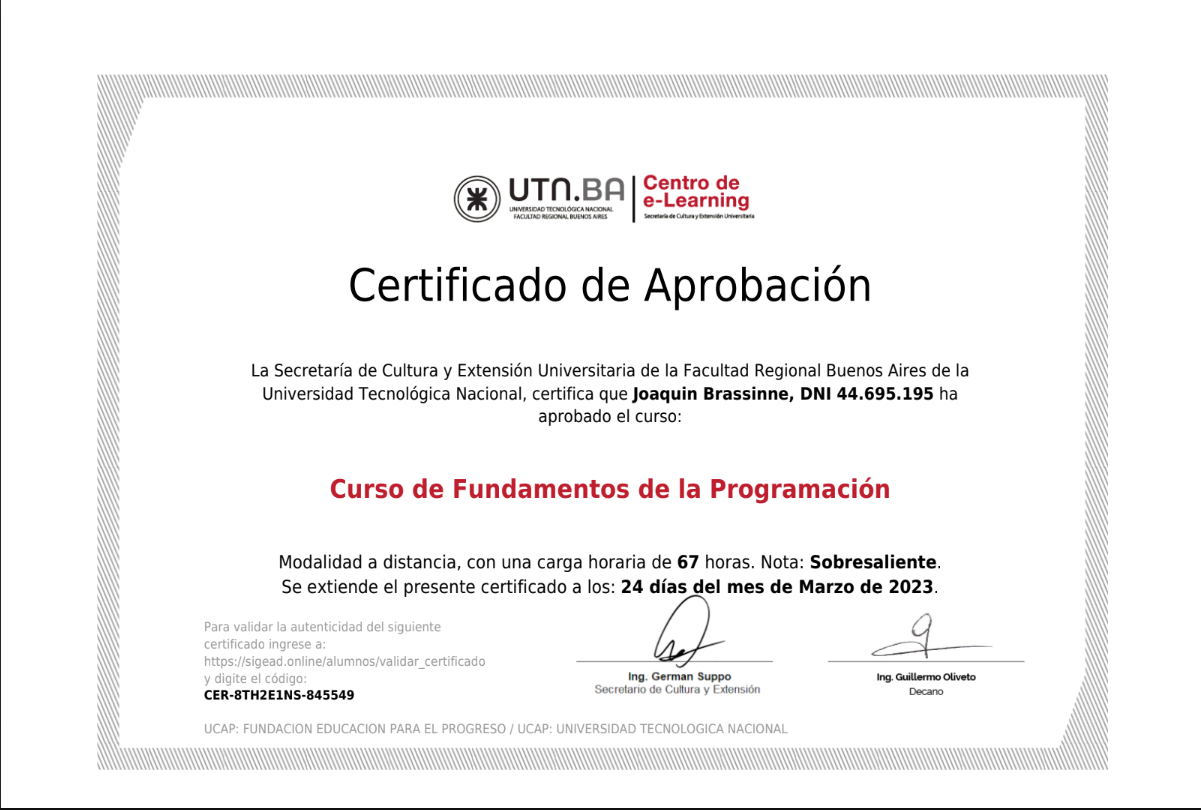 UTN.BA
UNIVERSIDAD TECNOLÓGICA NACIONAL
FACULTAD REGIONAL BUENOS AIRES
Centro de
e-Learning
Secretaría de Cultura y Extensión Universitaria
Certificado de Aprobación
La Secretaría de Cultura y Extensión Universitaria de la Facultad Regional Buenos Aires de la
Universidad Tecnológica Nacional, certifica que Joaquin Brassinne, DNI 44.695.195 ha
aprobado el curso:
Curso de Fundamentos de la Programación
Modalidad a distancia, con una carga horaria de 67 horas. Nota: Sobresaliente.
Se extiende el presente certificado a los: 24 días del mes de Marzo de 2023.
Para validar la autenticidad del siguiente
certificado ingrese a:
https://sigead.online/alumnos/validar_certificado
y digite el código:
CER-8TH2E1NS-845549
Ing. German Suppo
Secretario de Cultura y Extensión
Ing. Guillermo Oliveto
Decano
UCAP: FUNDACION EDUCACION PARA EL PROGRESO / UCAP: UNIVERSIDAD TECNOLOGICA NACIONAL